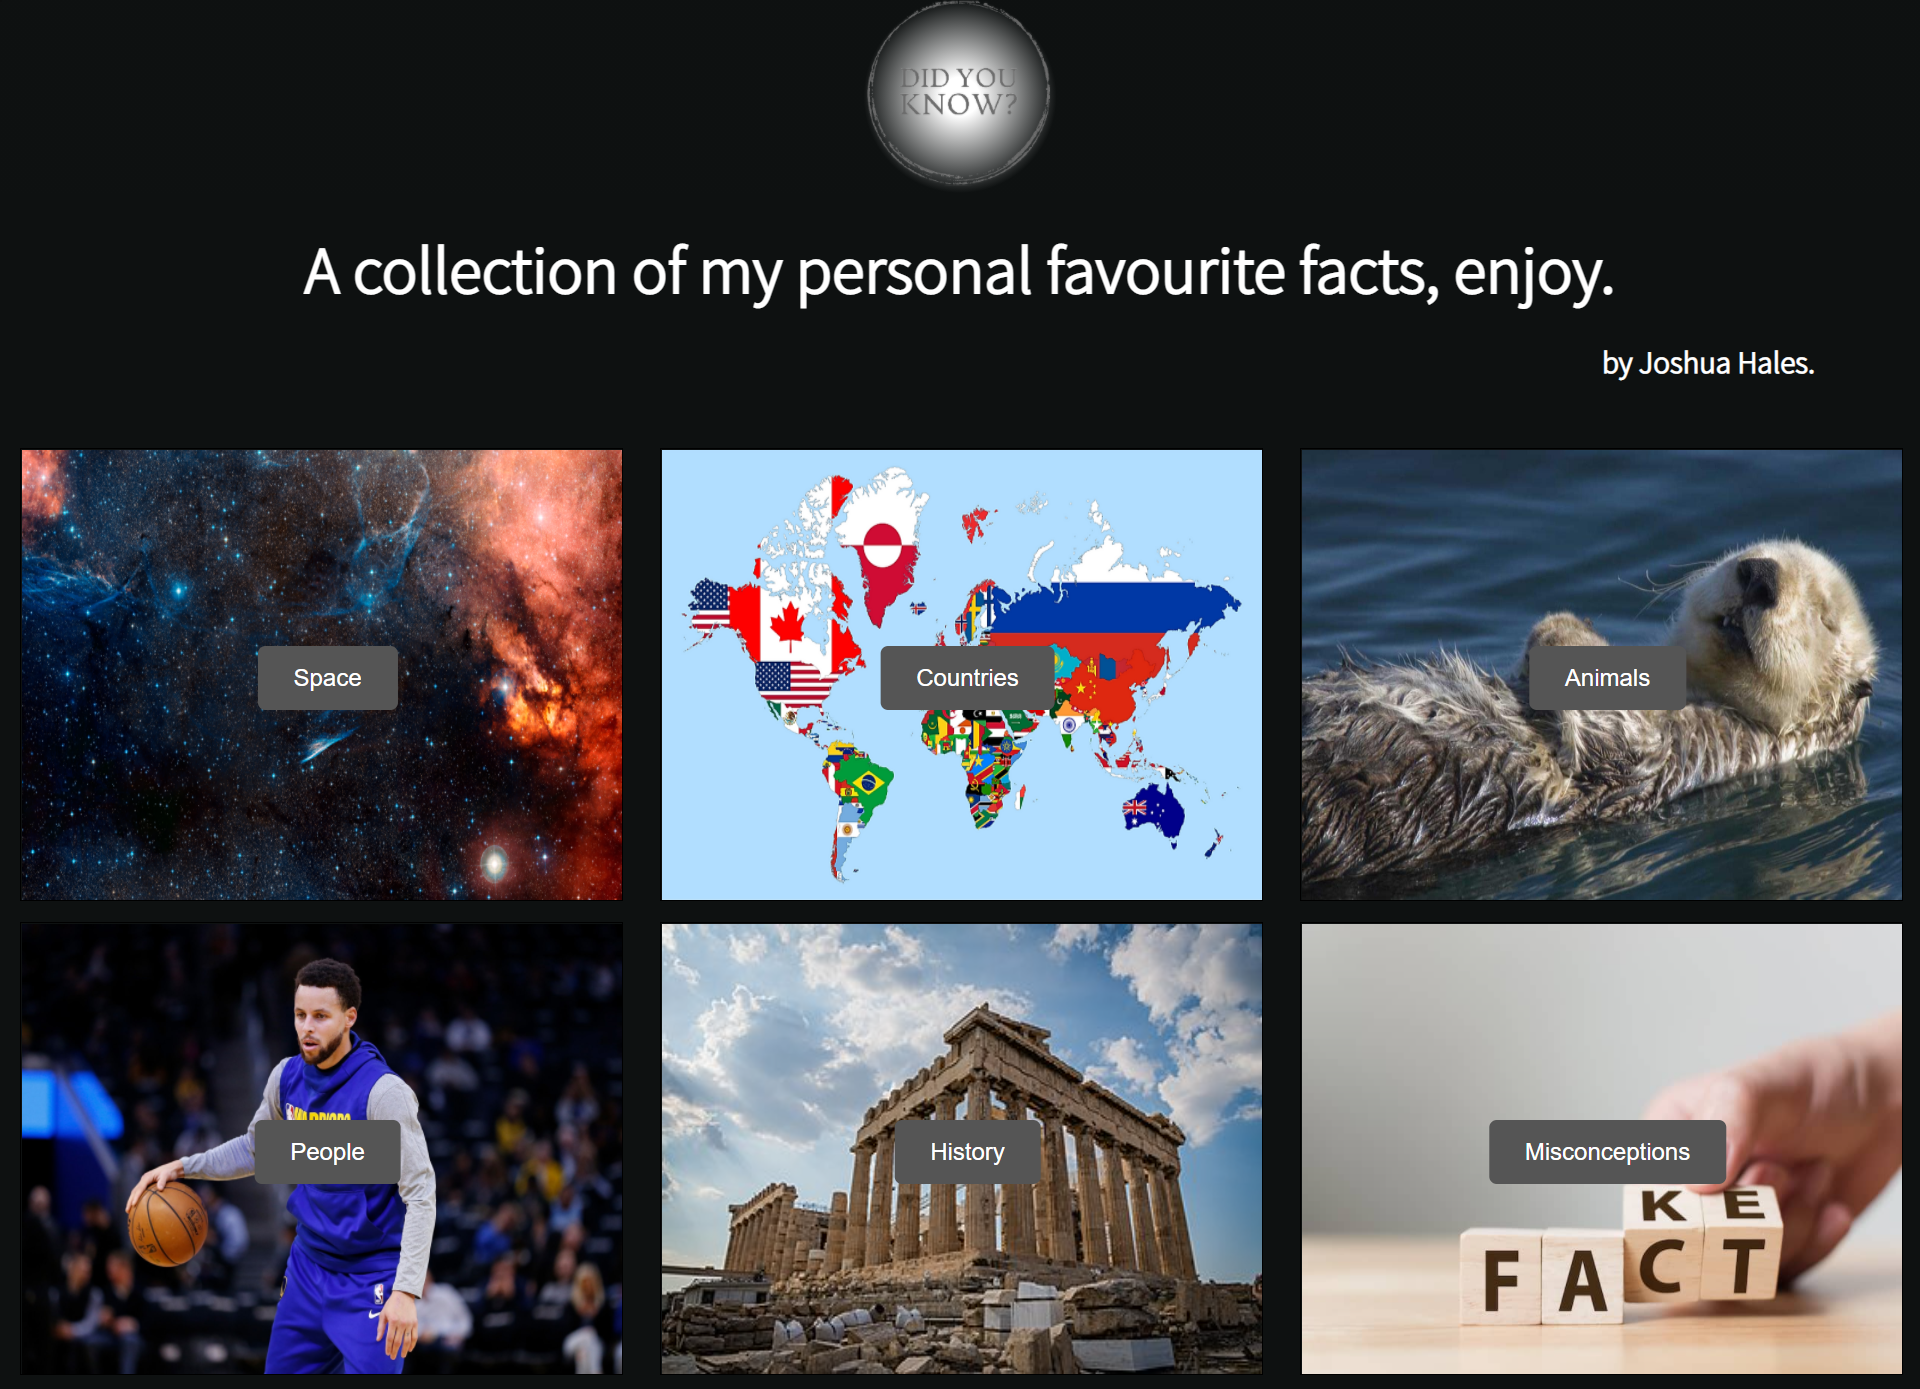 DID YOU
KNOW?
A collection of my personal favourite facts, enjoy.
by Joshua Hales.
Space
Countries
Animals
People
History
Misconceptions
K E
FACT